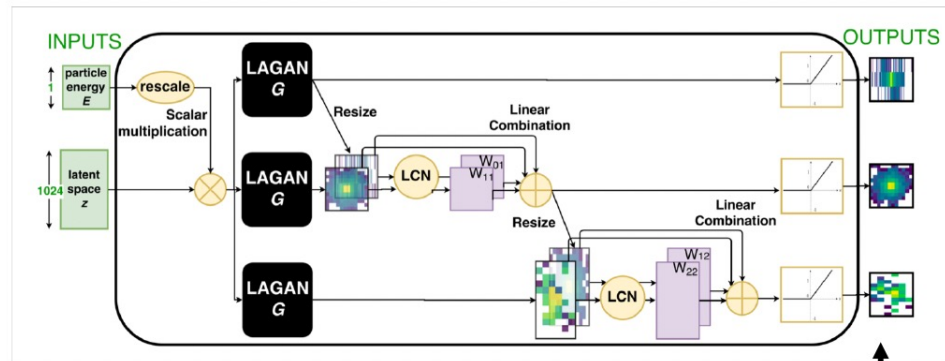 INPUTS
OUTPUTS
particle
energy
E
1
rescale
Scalar
multiplication
latent
space
z
1024
LAGAN
G
Resize
Linear
Combination
LAGAN
G
LCN
W01
W11
Resize
Linear
Combination
LAGAN
G
LCN
W12
W22